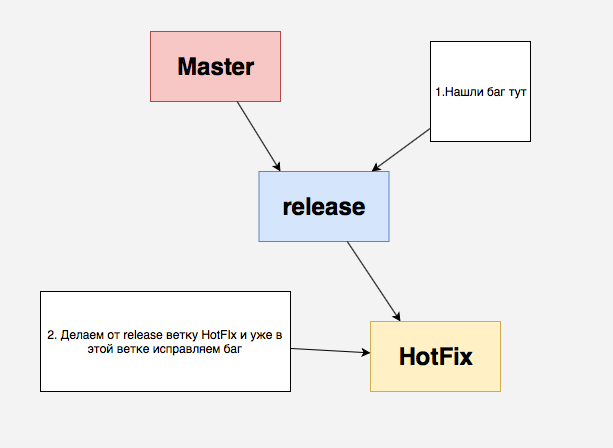 Master
1.Нашли баг тут
release
2. Делаем от release ветку HotFIx и уже в
этой ветке исправляем баг
HotFix